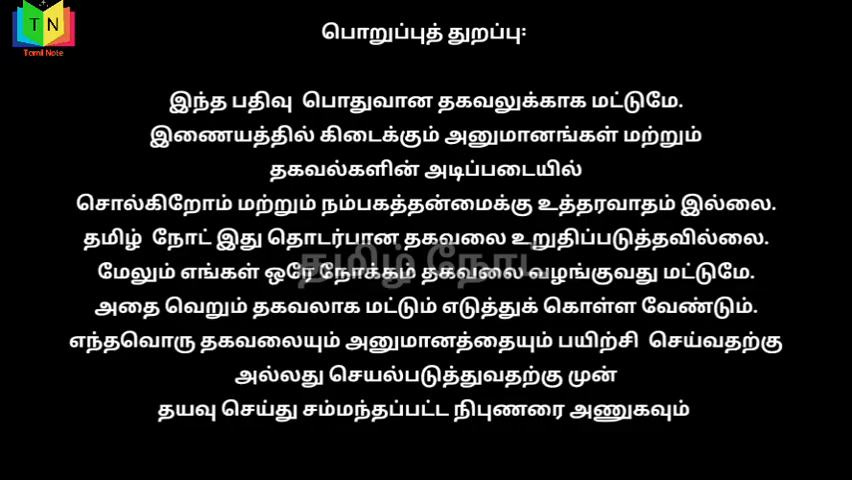 TN
Tamil Note
பொறுப்புத் துறப்பு:
இந்த பதிவு பொதுவான தகவலுக்காக மட்டுமே.
இணையத்தில் கிடைக்கும் அனுமானங்கள் மற்றும்
தகவல்களின் அடிப்படையில்
சொல்கிறோம் மற்றும் நம்பகத்தன்மைக்கு உத்தரவாதம் இல்லை.
தமிழ் நோட் இது தொடர்பான தகவலை உறுதிப்படுத்தவில்லை.
தமிழ் நோட்
மேலும் எங்கள் ஒரே நோக்கம் தகவலை வழங்குவது மட்டுமே.
அதை வெறும் தகவலாக மட்டும் எடுத்துக் கொள்ள வேண்டும்.
எந்தவொரு தகவலையும் அனுமானத்தையும் பயிற்சி செய்வதற்கு
அல்லது செயல்படுத்துவதற்கு முன்
தயவு செய்து சம்மந்தப்பட்ட நிபுணரை அணுகவும்